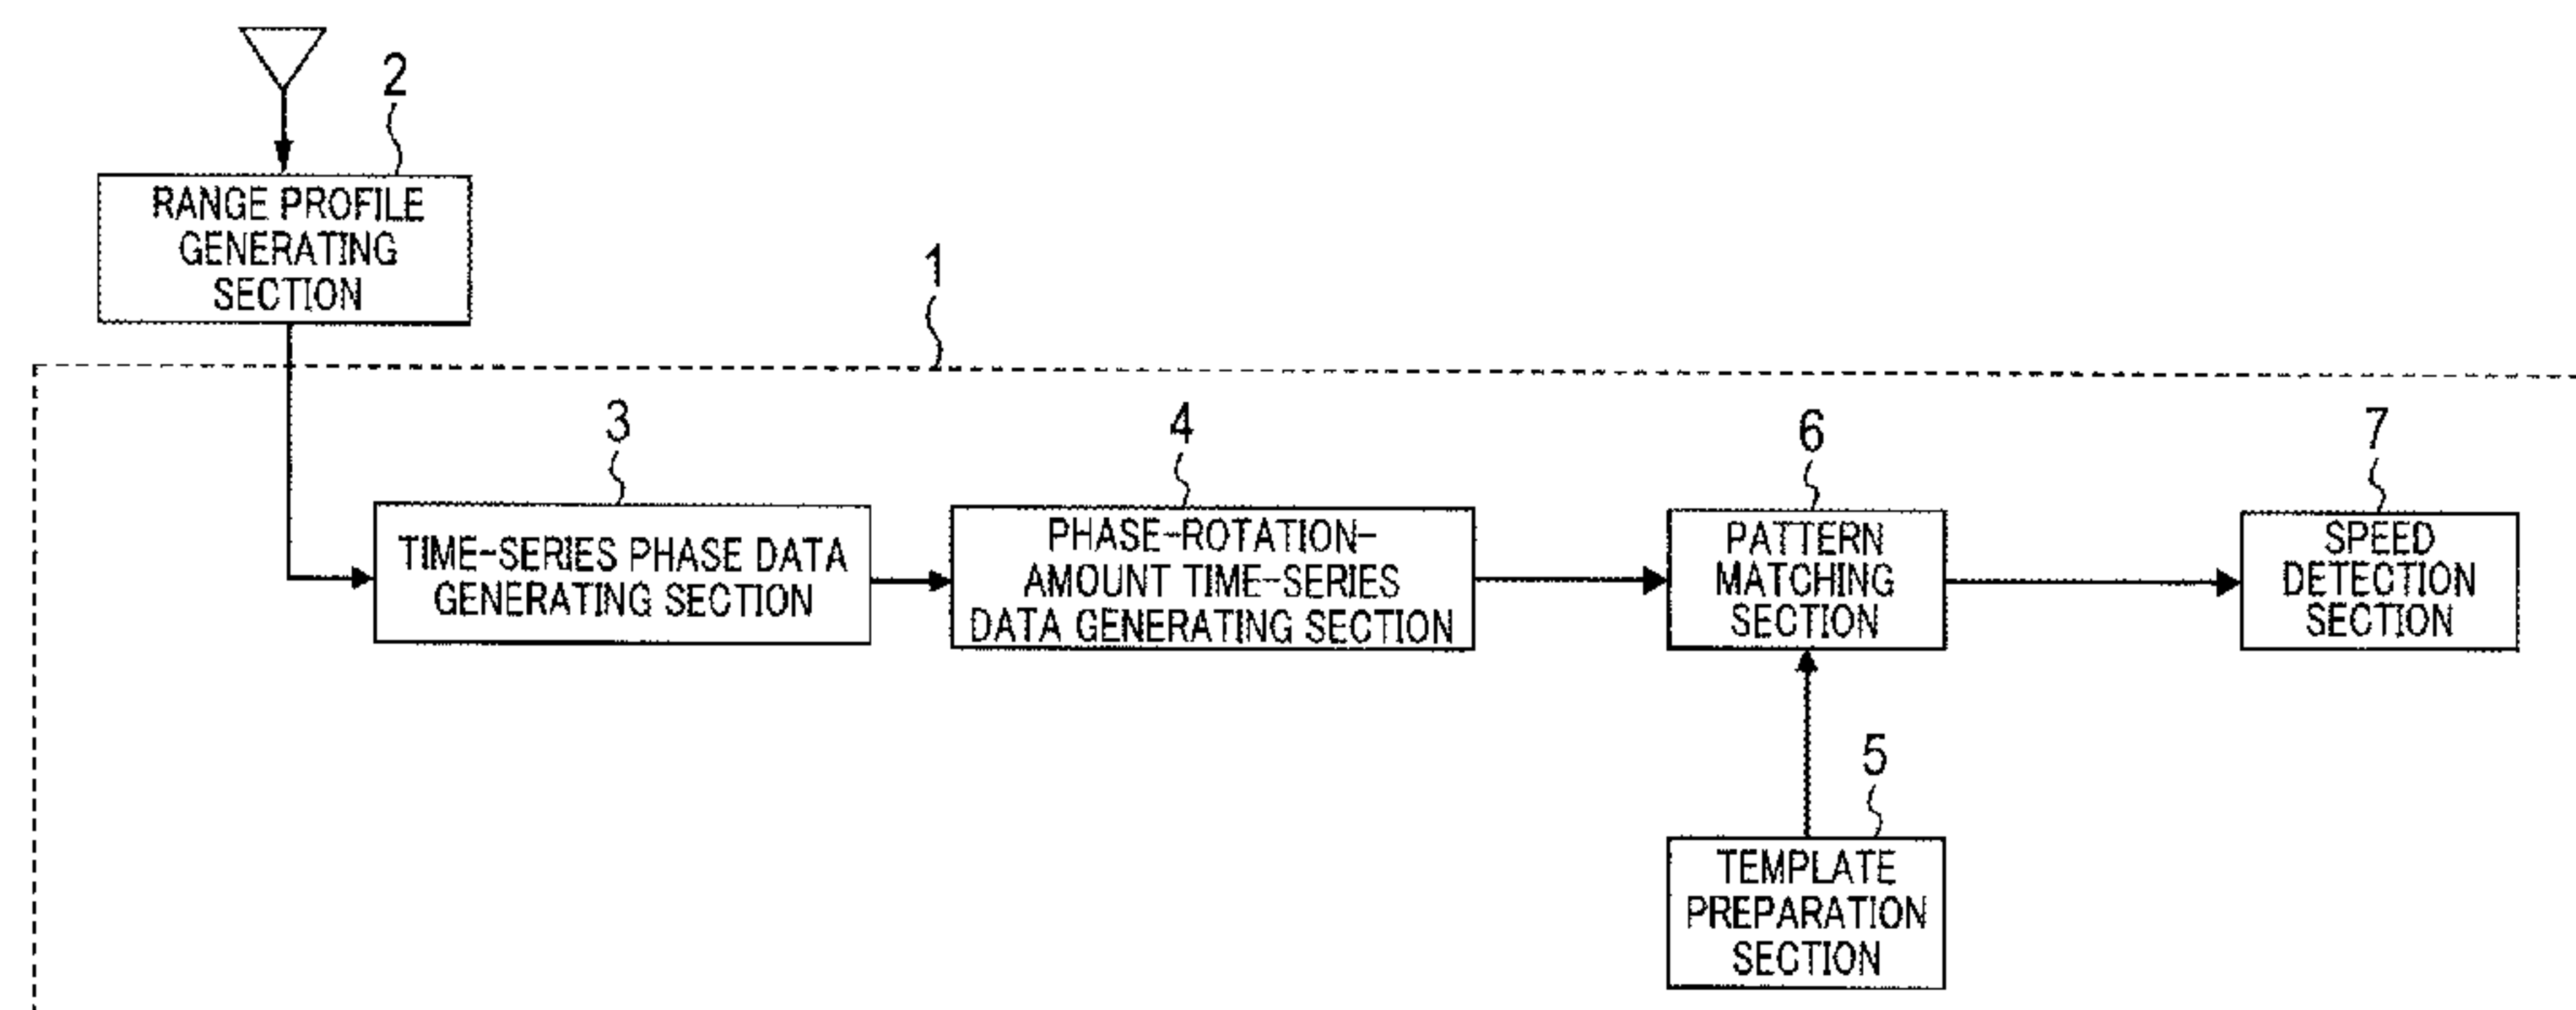 2
RANGE PROFILE
GENERATING
SECTION
1
3
TIME-SERIES PHASE DATA
GENERATING SECTION
4
PHASE-ROTATION-
AMOUNT TIME-SERIES
DATA GENERATING SECTION
6
PATTERN
MATCHING
SECTION
7
SPEED
DETECTION
SECTION
5
TEMPLATE
PREPARATION
SECTION